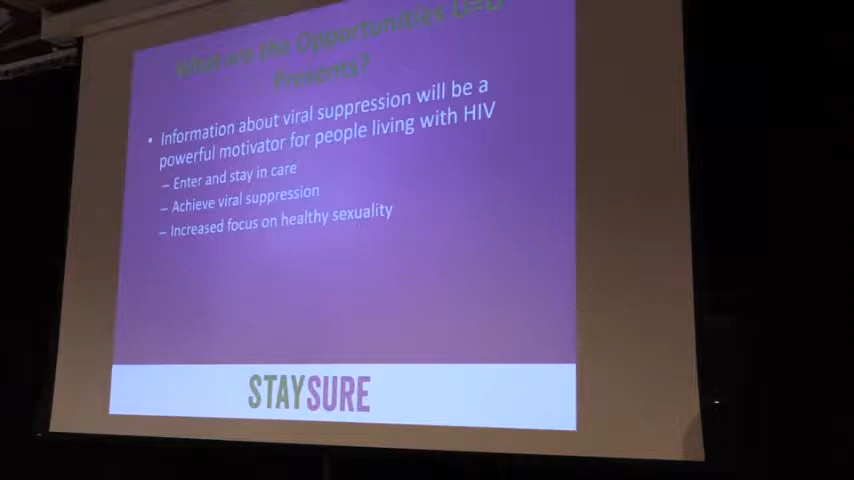 What are the Opportunities U=U
Presents?
• Information about viral suppression will be a
powerful motivator for people living with HIV
– Enter and stay in care
– Achieve viral suppression
– Increased focus on healthy sexuality
STAYSURE